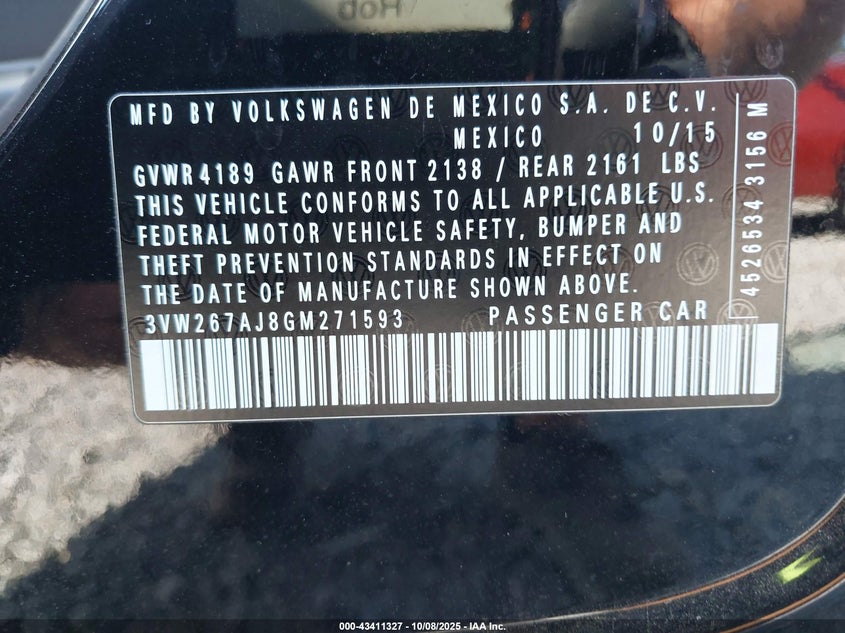 Rob
MFD BY VOLKSWAGEN DE MEXICO S.A. DE C.V.
MEXICO 10/15
GVWR 4189 GAWR FRONT 2138 / REAR 2161 LBS
THIS VEHICLE CONFORMS TO ALL APPLICABLE U.S.
FEDERAL MOTOR VEHICLE SAFETY, BUMPER AND
THEFT PREVENTION STANDARDS IN EFFECT ON
THE DATE OF MANUFACTURE SHOWN ABOVE.
3VW267AJ8GM271593 PASSENGER CAR
4526534 3156 M
000-43411327 - 10/08/2025 - IAA Inc.